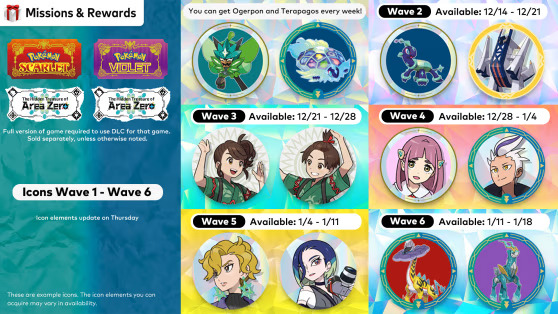 Missions & Rewards
POKÉMON
SCARLET
POKÉMON
VIOLET
The Hidden Treasure of
Area Zero
The Hidden Treasure of
Area Zero
Full version of game required to use DLC for that game.
Sold separately, unless otherwise noted.
Icons Wave 1 - Wave 6
Icon elements update on Thursday
These are example icons. The icon elements you can
acquire may vary in availability.
You can get Ogerpon and Terapagos every week!
Wave 2 Available: 12/14 - 12/21
Wave 3 Available: 12/21 - 12/28
Wave 4 Available: 12/28 - 1/4
Wave 5 Available: 1/4 - 1/11
Wave 6 Available: 1/11 - 1/18